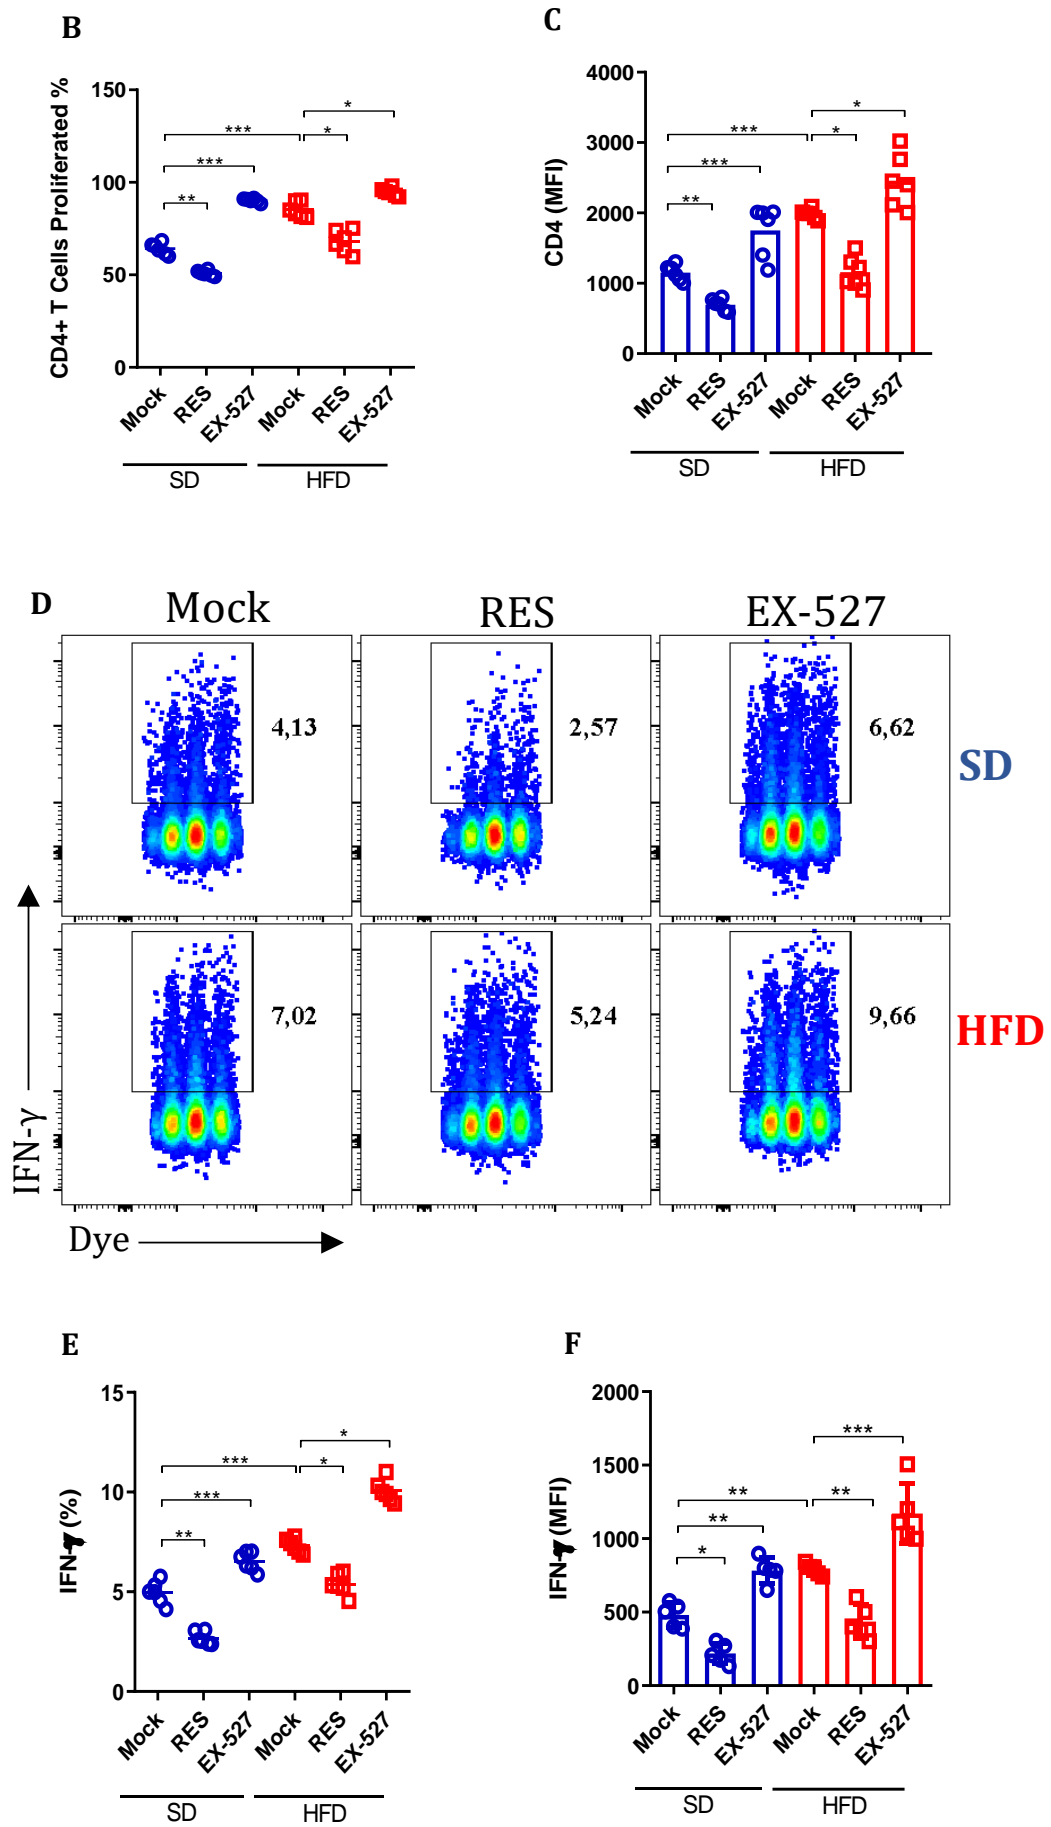 B
CD4+ T Cells Proliferated %
150
100
50
0
***
***
**
*
*
Mock
RES
EX-527
Mock
RES
EX-527
SD
HFD
C
CD4 (MFI)
4000
3000
2000
1000
0
***
***
**
*
*
Mock
RES
EX-527
Mock
RES
EX-527
SD
HFD
D
Mock
RES
EX-527
4,13
2,57
6,62
SD
7,02
5,24
9,66
HFD
IFN-γ
Dye
E
IFN-γ (%)
15
10
5
0
***
***
**
*
*
Mock
RES
EX-527
Mock
RES
EX-527
SD
HFD
F
IFN-γ (MFI)
2000
1500
1000
500
0
***
**
**
**
*
Mock
RES
EX-527
Mock
RES
EX-527
SD
HFD